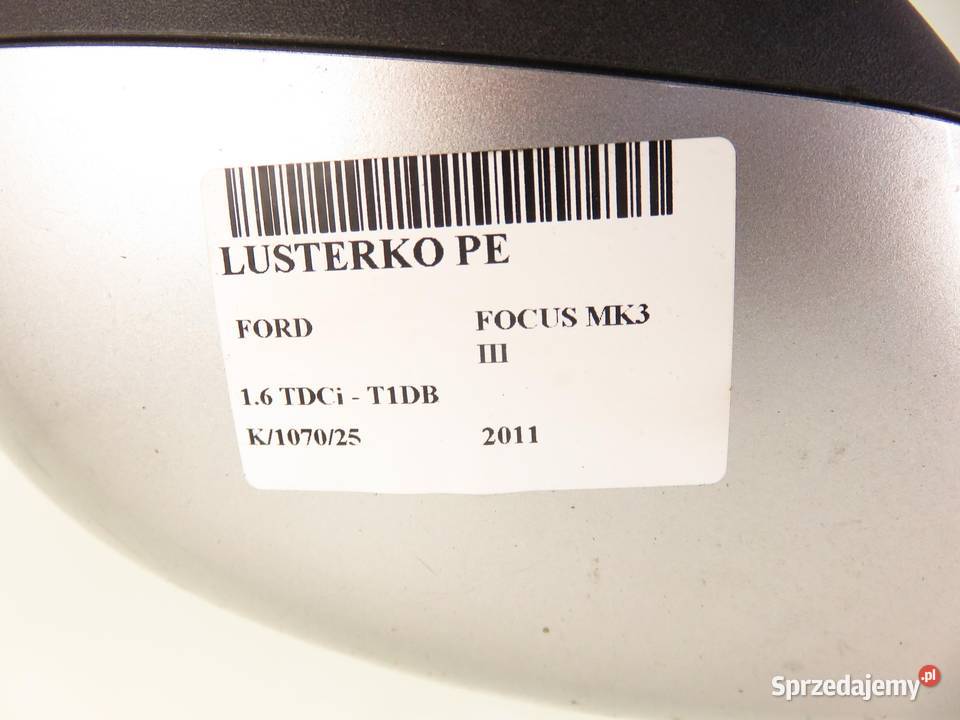 LUSTERKO PE
FORD FOCUS MK3
III
1.6 TDCi - T1DB
K/1070/25 2011
Sprzedajemy.pl